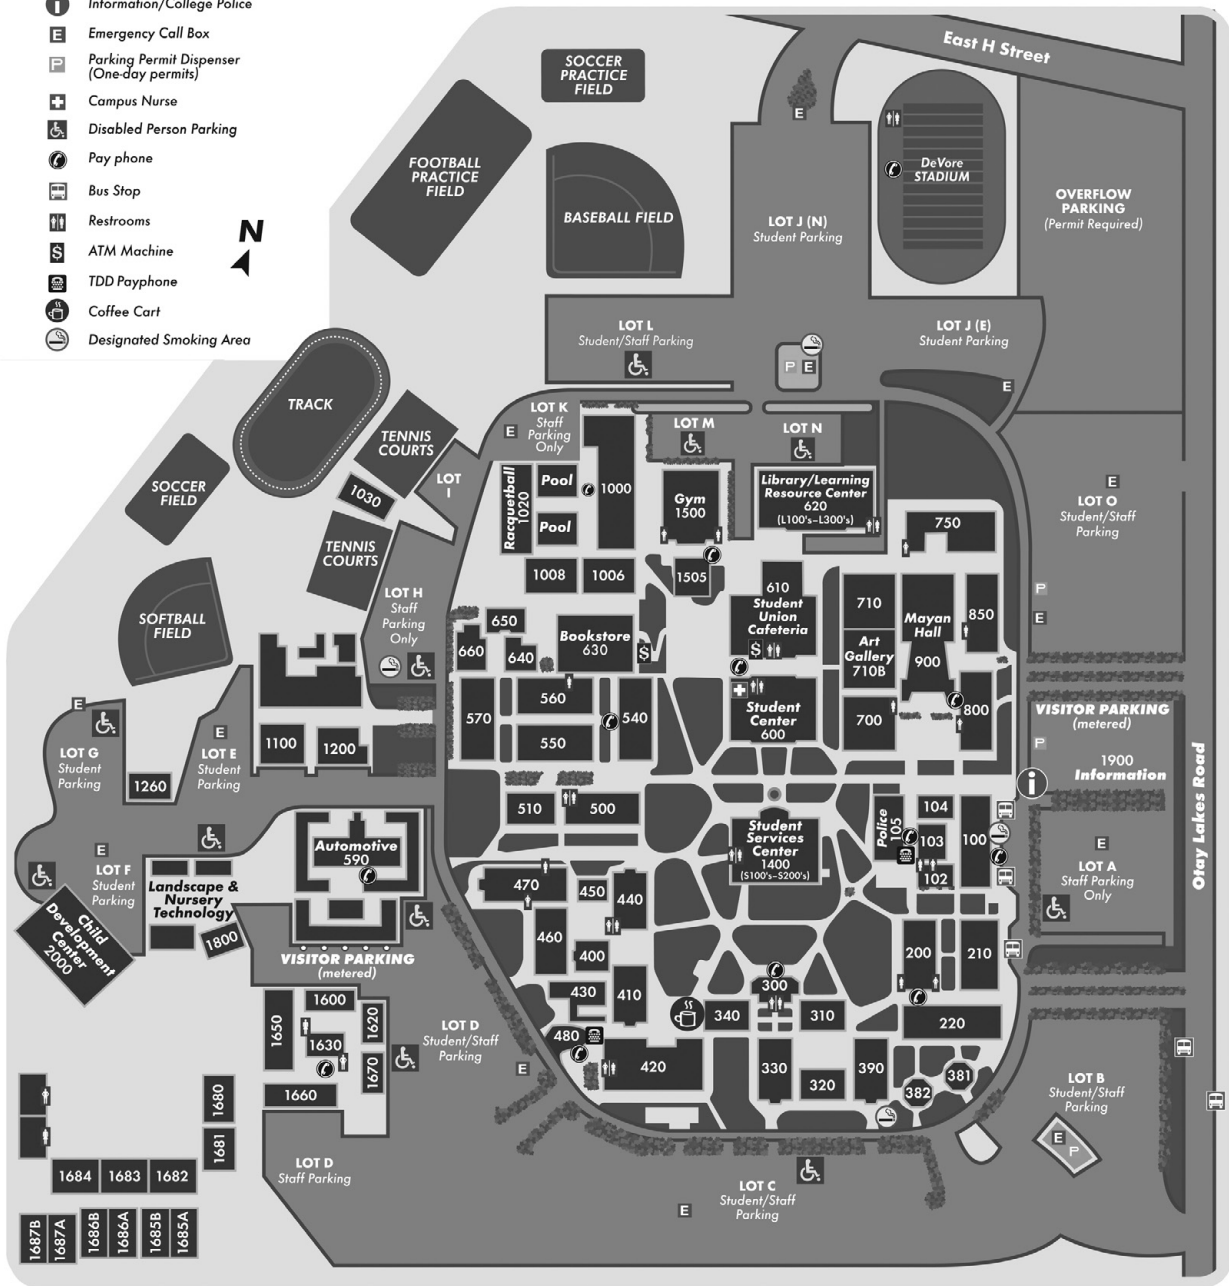 Information/College Police
E
Emergency Call Box
P
Parking Permit Dispenser
(One-day permits)
Campus Nurse
Disabled Person Parking
Pay phone
Bus Stop
Restrooms
$
ATM Machine
TDD Payphone
Coffee Cart
Designated Smoking Area
N
East H Street
SOCCER
PRACTICE
FIELD
FOOTBALL
PRACTICE
FIELD
BASEBALL FIELD
E
LOT J (N)
Student Parking
DeVore
STADIUM
OVERFLOW
PARKING
(Permit Required)
LOT L
Student/Staff Parking
P E
LOT J (E)
Student Parking
E
TRACK
TENNIS
COURTS
LOT K
Staff
Parking
Only
E
LOT M
LOT N
LOT
I
SOCCER
FIELD
1030
TENNIS
COURTS
Racquetball
1020
Pool
Pool
1000
Gym
1500
Library/Learning
Resource Center
620
(L100's–L300's)
750
E
LOT O
Student/Staff
Parking
P
E
1008
1006
1505
610
Student
Union
Cafeteria
$
710
Art
Gallery
710B
Mayan
Hall
900
850
LOT H
Staff
Parking
Only
SOFTBALL
FIELD
650
660
640
Bookstore
630
$
570
560
550
540
Student
Center
600
700
800
VISITOR PARKING
(metered)
P
1900
Information
i
Otay Lakes Road
E
LOT G
Student
Parking
E
LOT E
Student
Parking
1260
1100
1200
510
500
Student
Services
Center
1400
(S100's–S200's)
Police
105
104
103
102
100
E
LOT A
Staff Parking
Only
Automotive
590
E
LOT F
Student
Parking
Landscape &
Nursery
Technology
1800
Child
Development
Center
2000
VISITOR PARKING
(metered)
470
450
440
460
400
430
410
480
420
200
210
300
340
310
220
330
320
390
382
381
1600
1650
1630
1620
1670
1660
LOT D
Student/Staff
Parking
E
LOT B
Student/Staff
Parking
E
P
1680
1681
1684
1683
1682
1687B
1687A
1686B
1686A
1685B
1685A
LOT D
Staff Parking
LOT C
Student/Staff
Parking
E